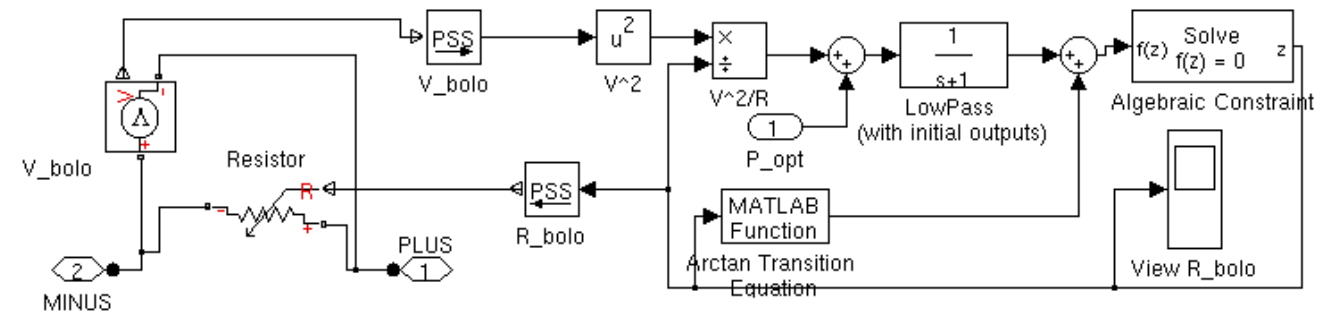 PSS
V_bolo
u²
V^2
×
÷
V^2/R
+
+
1
s+1
LowPass
(with initial outputs)
+
+
f(z)
Solve
f(z) = 0
z
Algebraic Constraint
V
-
V
+
V_bolo
1
P_opt
Resistor
R
-
+
PSS
R_bolo
MATLAB
Function
Arctan Transition
Equation
View R_bolo
2
MINUS
PLUS
1